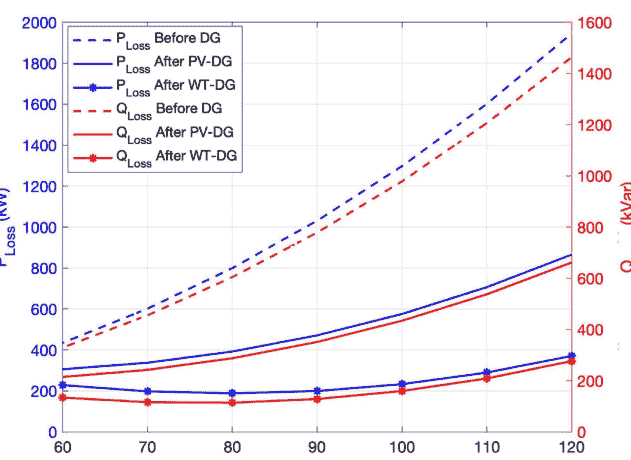 2000
1800
1600
1400
1200
1000
800
600
400
200
0
P_Loss (kW)
P_Loss Before DG
P_Loss After PV-DG
P_Loss After WT-DG
Q_Loss Before DG
Q_Loss After PV-DG
Q_Loss After WT-DG
1600
1400
1200
1000
800
600
400
200
0
(kVar)
60 70 80 90 100 110 120